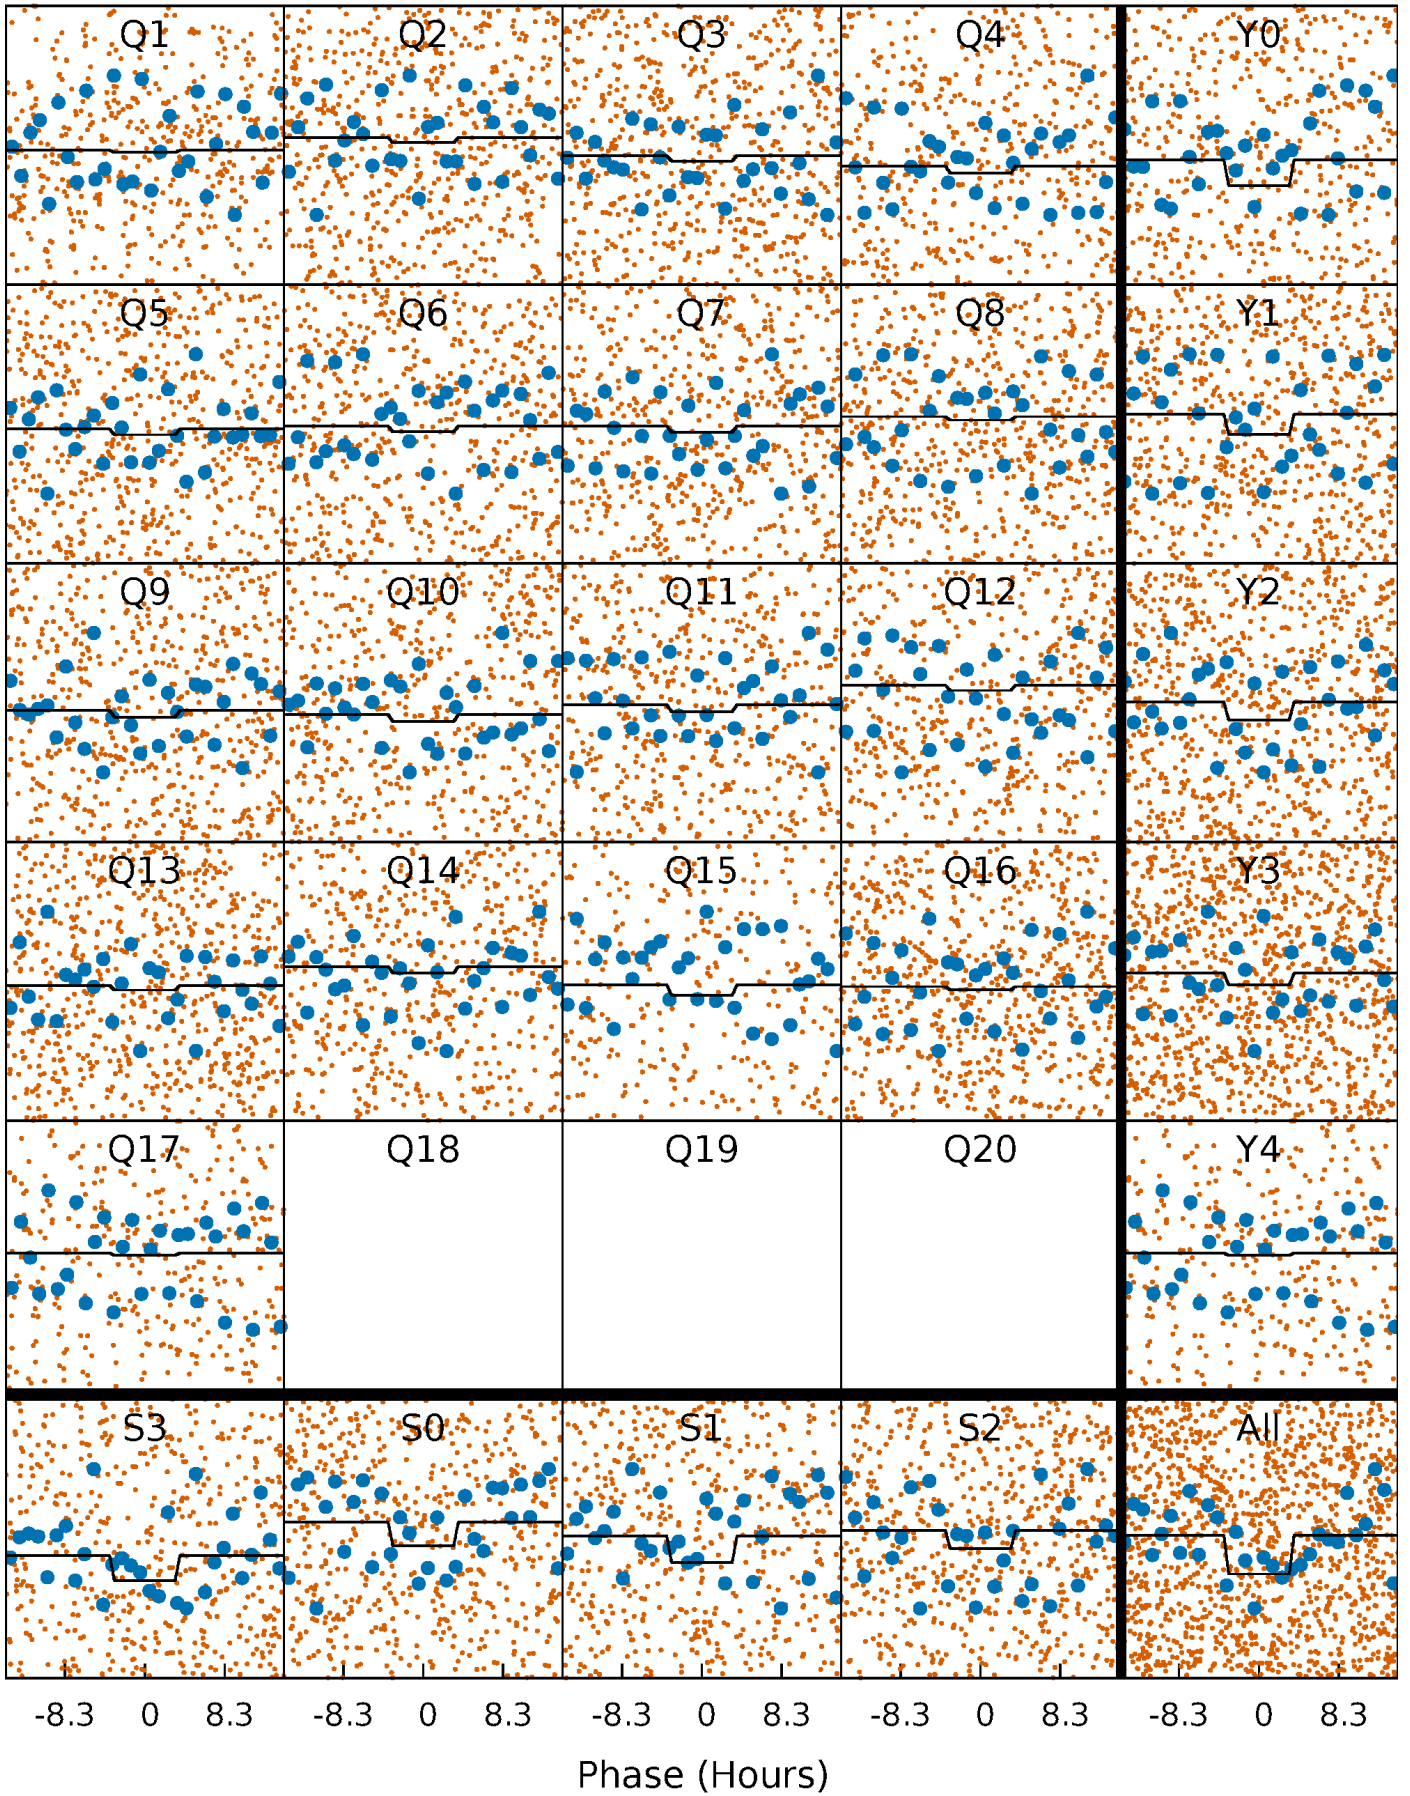 Q1 Q2 Q3 Q4 Y0
Q5 Q6 Q7 Q8 Y1
Q9 Q10 Q11 Q12 Y2
Q13 Q14 Q15 Q16 Y3
Q17 Q18 Q19 Q20 Y4
S3 S0 S1 S2 All
-8.3 0 8.3 -8.3 0 8.3 -8.3 0 8.3 -8.3 0 8.3 -8.3 0 8.3
Phase (Hours)